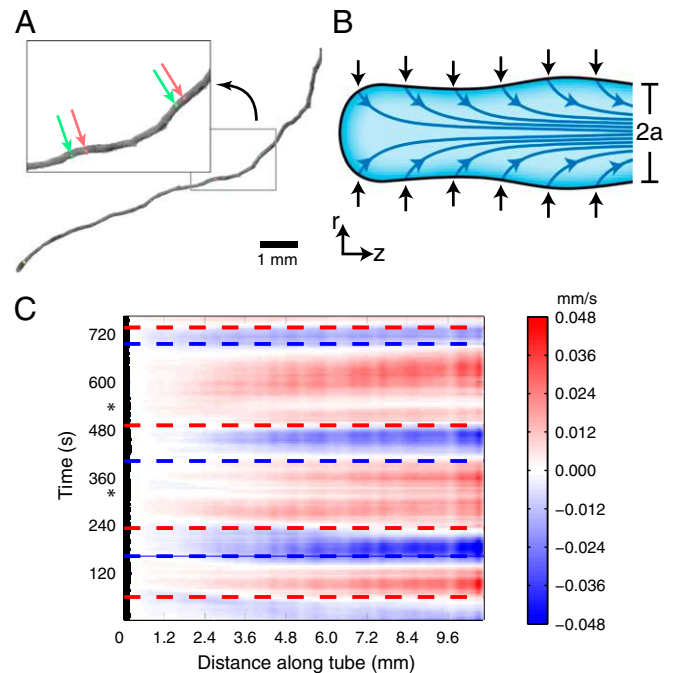 A
B
1 mm
2a
r
z
C
mm/s
720
600
*
480
360
*
240
120
Time (s)
0 1.2 2.4 3.6 4.8 6.0 7.2 8.4 9.6
Distance along tube (mm)
0.048
0.036
0.024
0.012
0.000
−0.012
−0.024
−0.036
−0.048